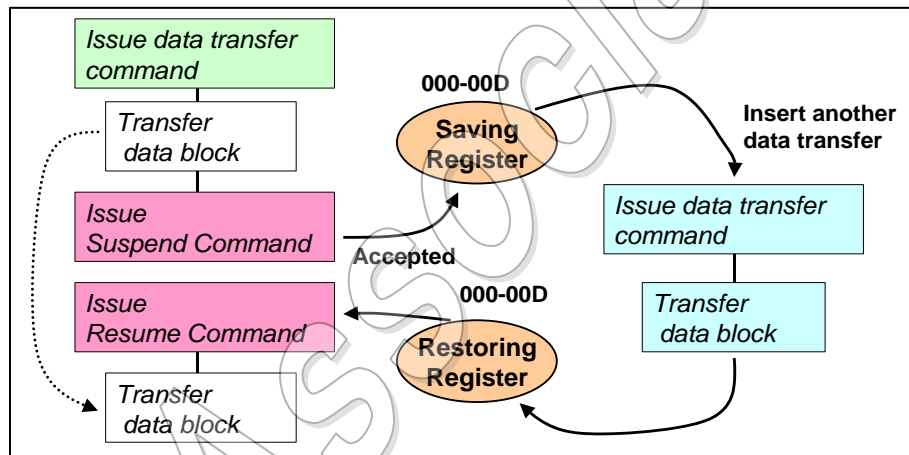 Issue data transfer
command
Transfer
data block
Issue
Suspend Command
Accepted
000-00D
Saving
Register
Insert another
data transfer
Issue data transfer
command
Transfer
data block
000-00D
Restoring
Register
Issue
Resume Command
Transfer
data block